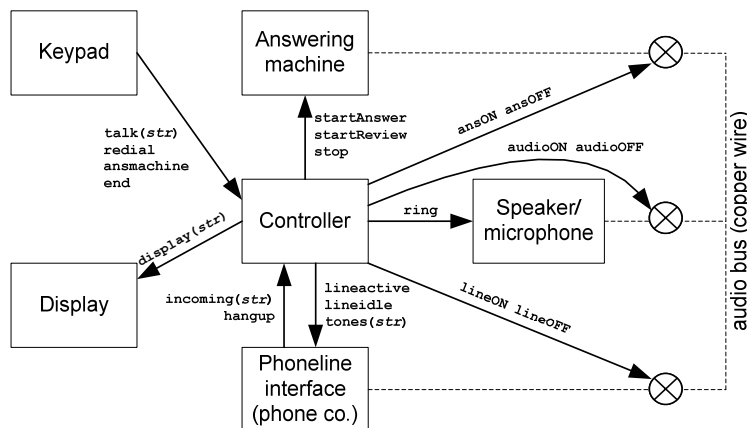 Keypad
Answering
machine
talk(str)
redial
ansmachine
end
startAnswer
startReview
stop
ansON ansOFF
audioON audioOFF
Controller
ring
Speaker/
microphone
display(str)
Display
incoming(str)
hangup
lineactive
lineidle
tones(str)
lineON lineOFF
Phoneline
interface
(phone co.)
audio bus (copper wire)